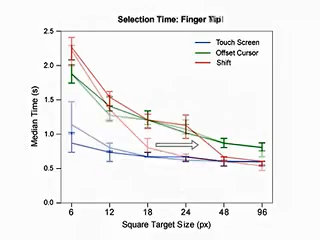 Selection Time: Finger
Touch Screen
Offset Cursor
Shift
Median Time (s)
2.5
2.0
1.5
1.0
0.5
0.0
6 12 18 24 48 96
Square Target Size (px)